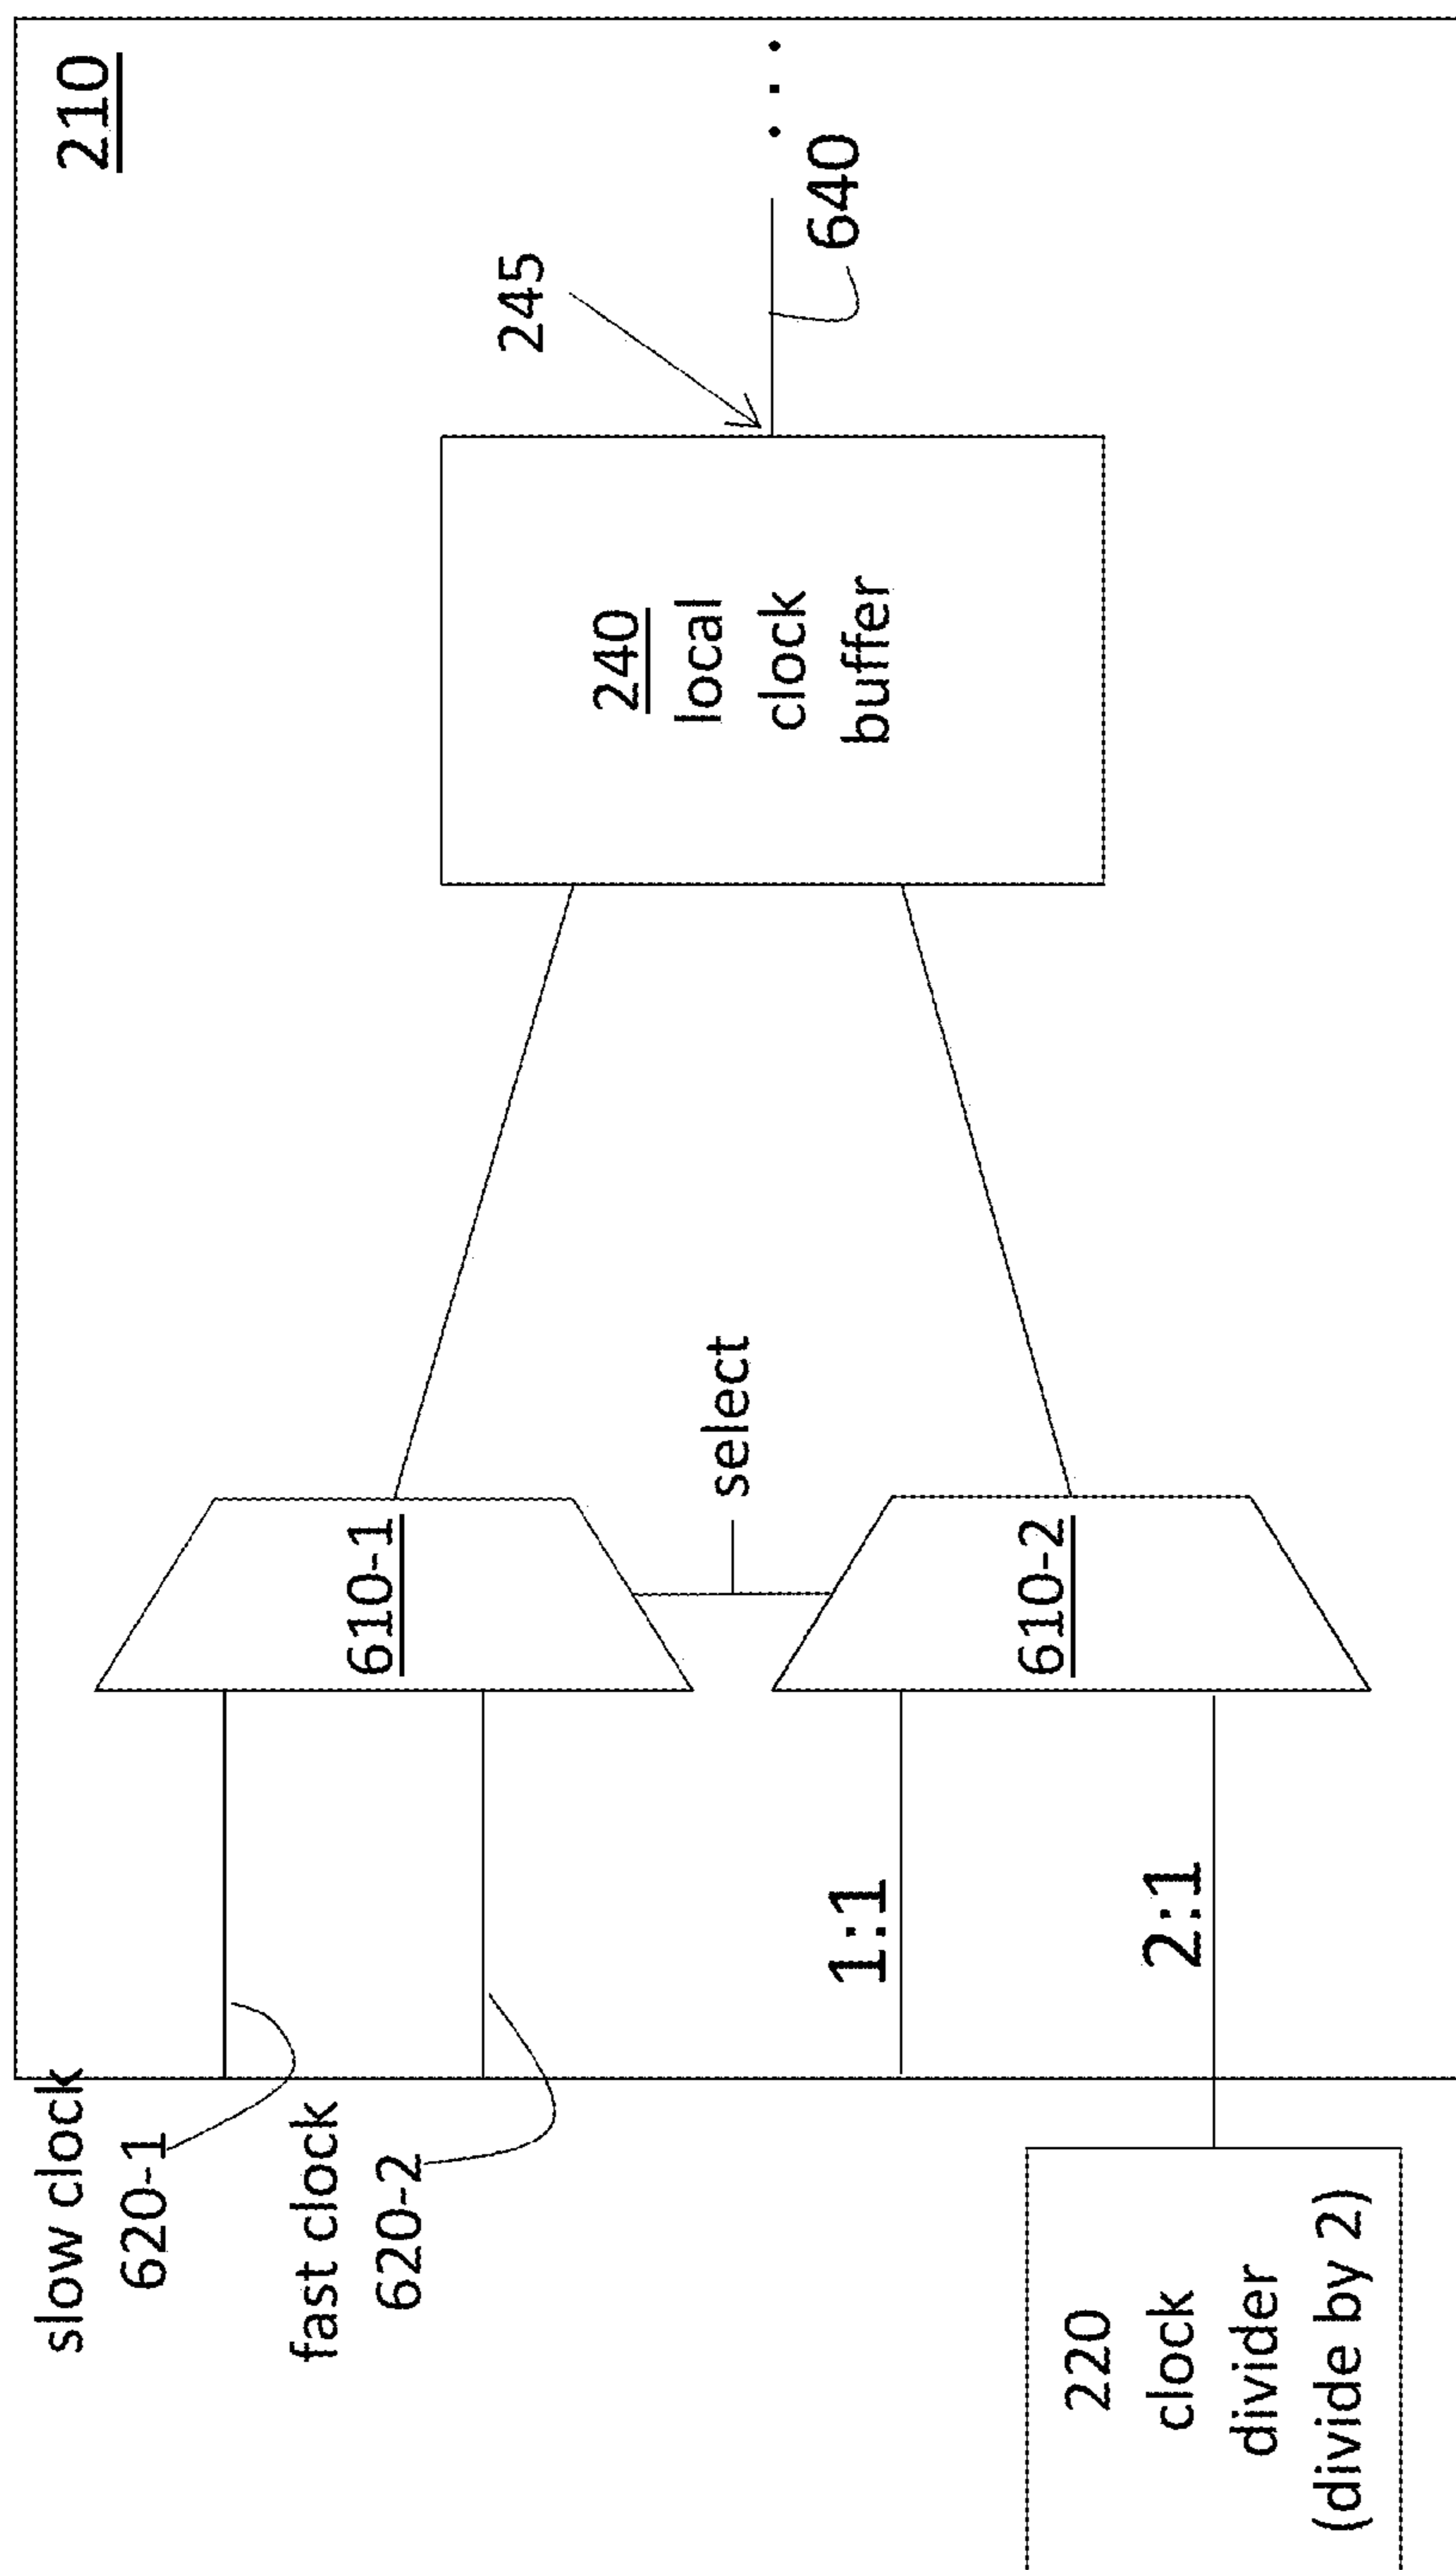 210
slow clock
620-1
fast clock
620-2
610-1
select
240
local
clock
buffer
245
640
1:1
610-2
2:1
220
clock
divider
(divide by 2)